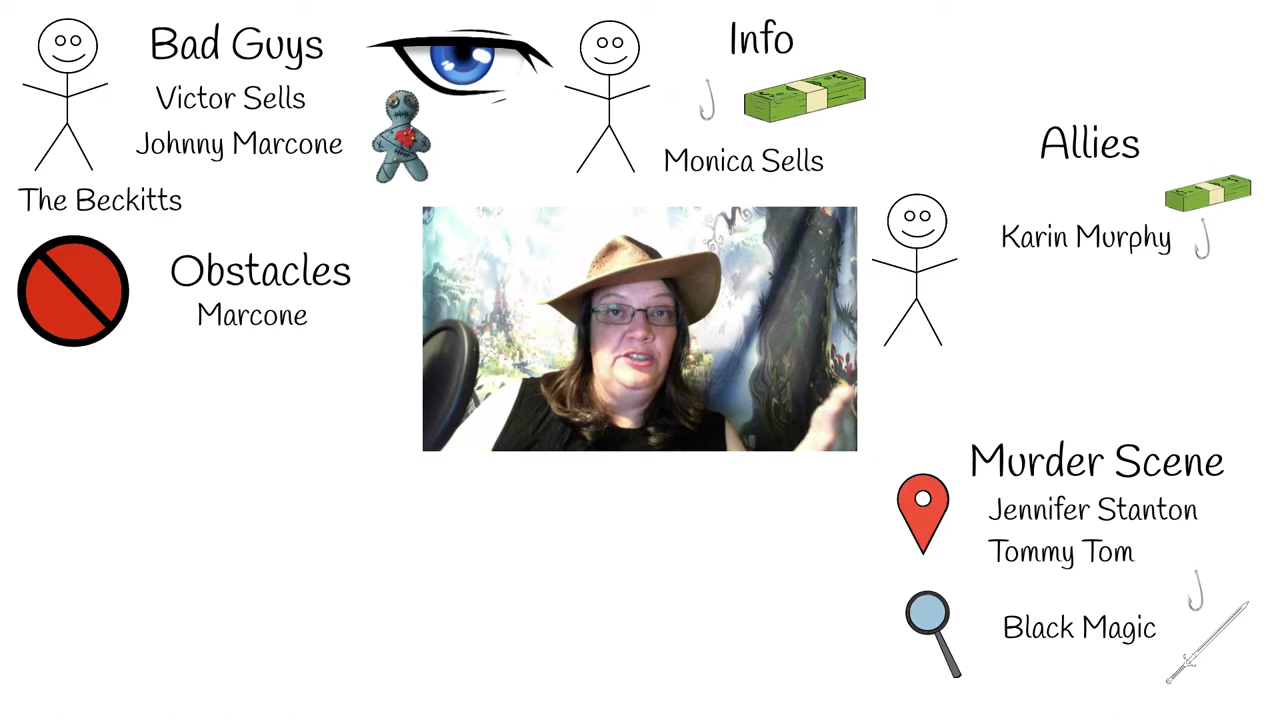 Bad Guys
Victor Sells
Johnny Marcone
The Beckitts
Obstacles
Marcone
Info
Monica Sells
Allies
Karin Murphy
Murder Scene
Jennifer Stanton
Tommy Tom
Black Magic